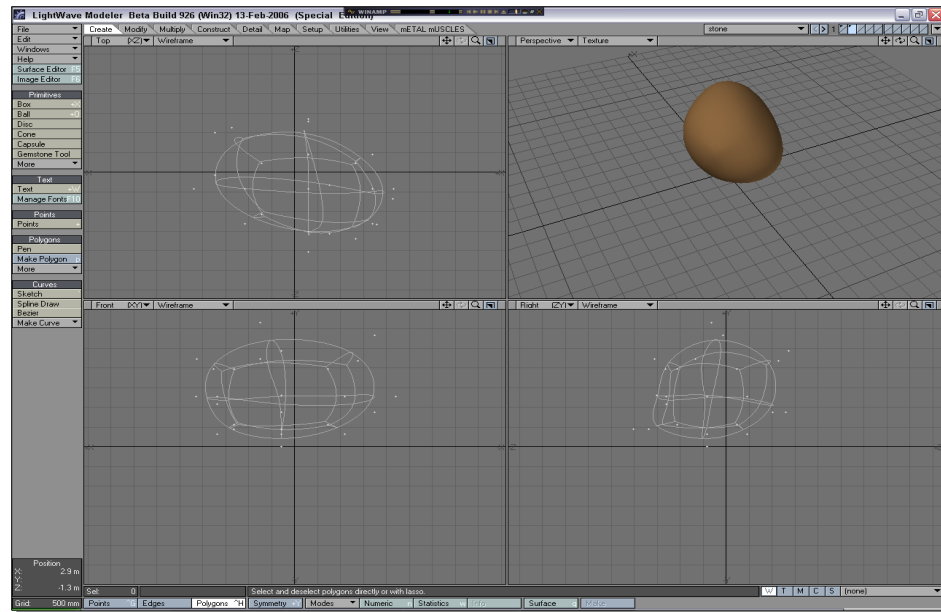 LightWave Modeler Beta Build 926 (Win32) 13-Feb-2006 (Special Edition)
WINAMP
File
Edit
Windows
Help
Surface Editor F5
Image Editor F6
Primitives
Box +X
Ball +O
Disc
Cone
Capsule
Gemstone Tool
More
Text
Text +W
Manage Fonts F10
Points
Points +
Polygons
Pen
Make Polygon p
More
Curves
Sketch
Spline Draw
Bezier
Make Curve
Create Modify Multiply Construct Detail Map Setup Utilities View mETAL mUSCLES
stone
1
Top (XZ) Wireframe
Perspective Texture
Front (XY) Wireframe
Right (ZY) Wireframe
Position
X: 2.9 m
Y:
Z: -1.3 m
Grid: 500 mm
Sel: 0
Select and deselect polygons directly or with lasso.
W T M C S (none)
Points Edges Polygons ^H Symmetry Modes Numeric Statistics Info Surface Make